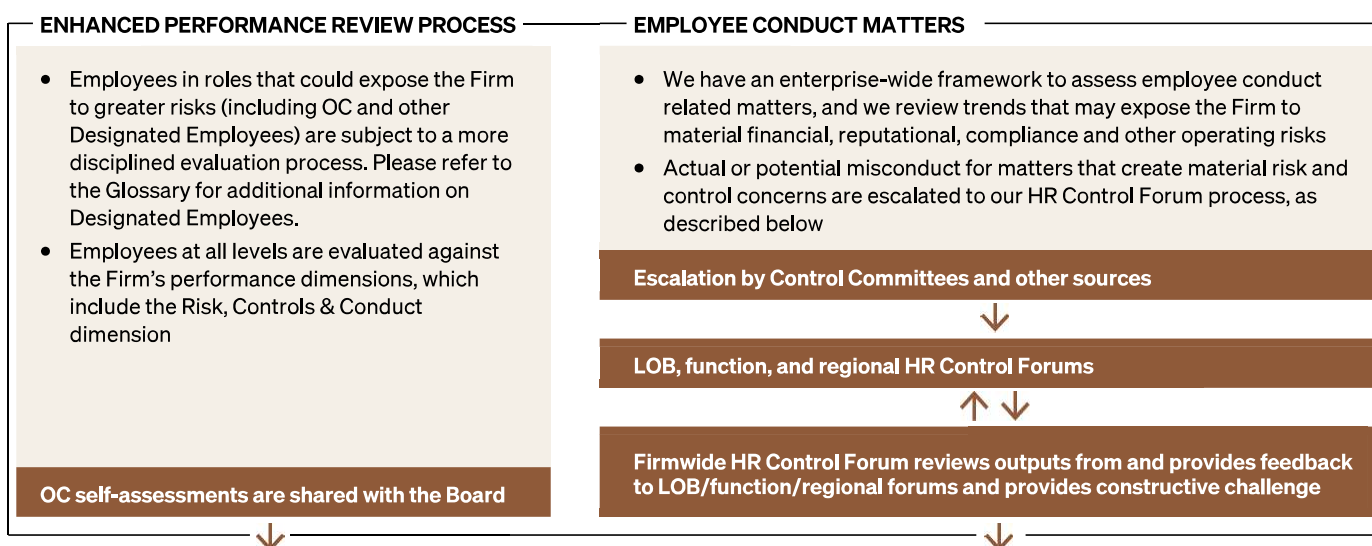 ENHANCED PERFORMANCE REVIEW PROCESS
• Employees in roles that could expose the Firm
to greater risks (including OC and other
Designated Employees) are subject to a more
disciplined evaluation process. Please refer to
the Glossary for additional information on
Designated Employees.
• Employees at all levels are evaluated against
the Firm's performance dimensions, which
include the Risk, Controls & Conduct
dimension
OC self-assessments are shared with the Board
EMPLOYEE CONDUCT MATTERS
• We have an enterprise-wide framework to assess employee conduct
related matters, and we review trends that may expose the Firm to
material financial, reputational, compliance and other operating risks
• Actual or potential misconduct for matters that create material risk and
control concerns are escalated to our HR Control Forum process, as
described below
Escalation by Control Committees and other sources
LOB, function, and regional HR Control Forums
Firmwide HR Control Forum reviews outputs from and provides feedback
to LOB/function/regional forums and provides constructive challenge